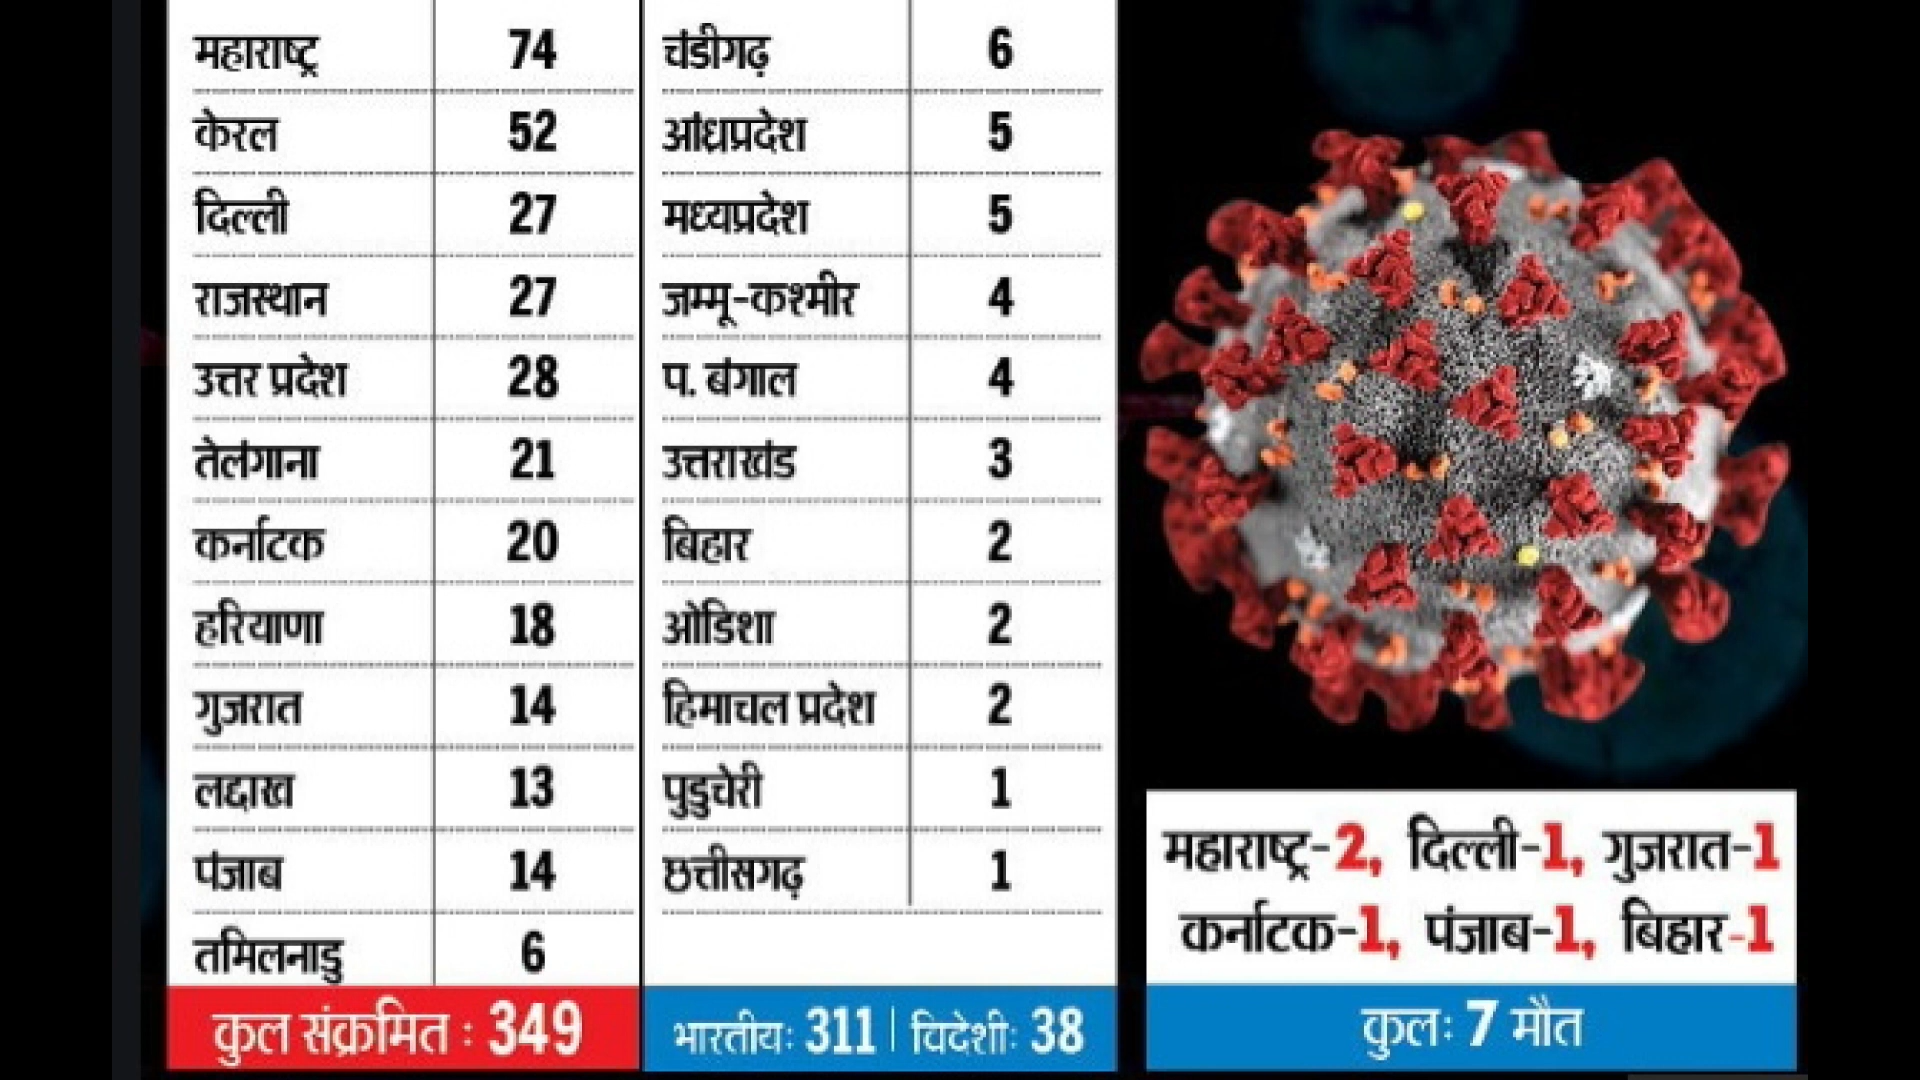 महाराष्ट्र 74
केरल 52
दिल्ली 27
राजस्थान 27
उत्तर प्रदेश 28
तेलंगाना 21
कर्नाटक 20
हरियाणा 18
गुजरात 14
लद्दाख 13
पंजाब 14
तमिलनाडु 6
कुल संक्रमित : 349
चंडीगढ़ 6
आंध्रप्रदेश 5
मध्यप्रदेश 5
जम्मू-कश्मीर 4
प. बंगाल 4
उत्तराखंड 3
बिहार 2
ओडिशा 2
हिमाचल प्रदेश 2
पुडुचेरी 1
छत्तीसगढ़ 1
भारतीय: 311 | विदेशी: 38
महाराष्ट्र-2, दिल्ली-1, गुजरात-1
कर्नाटक-1, पंजाब-1, बिहार-1
कुल: 7 मौत